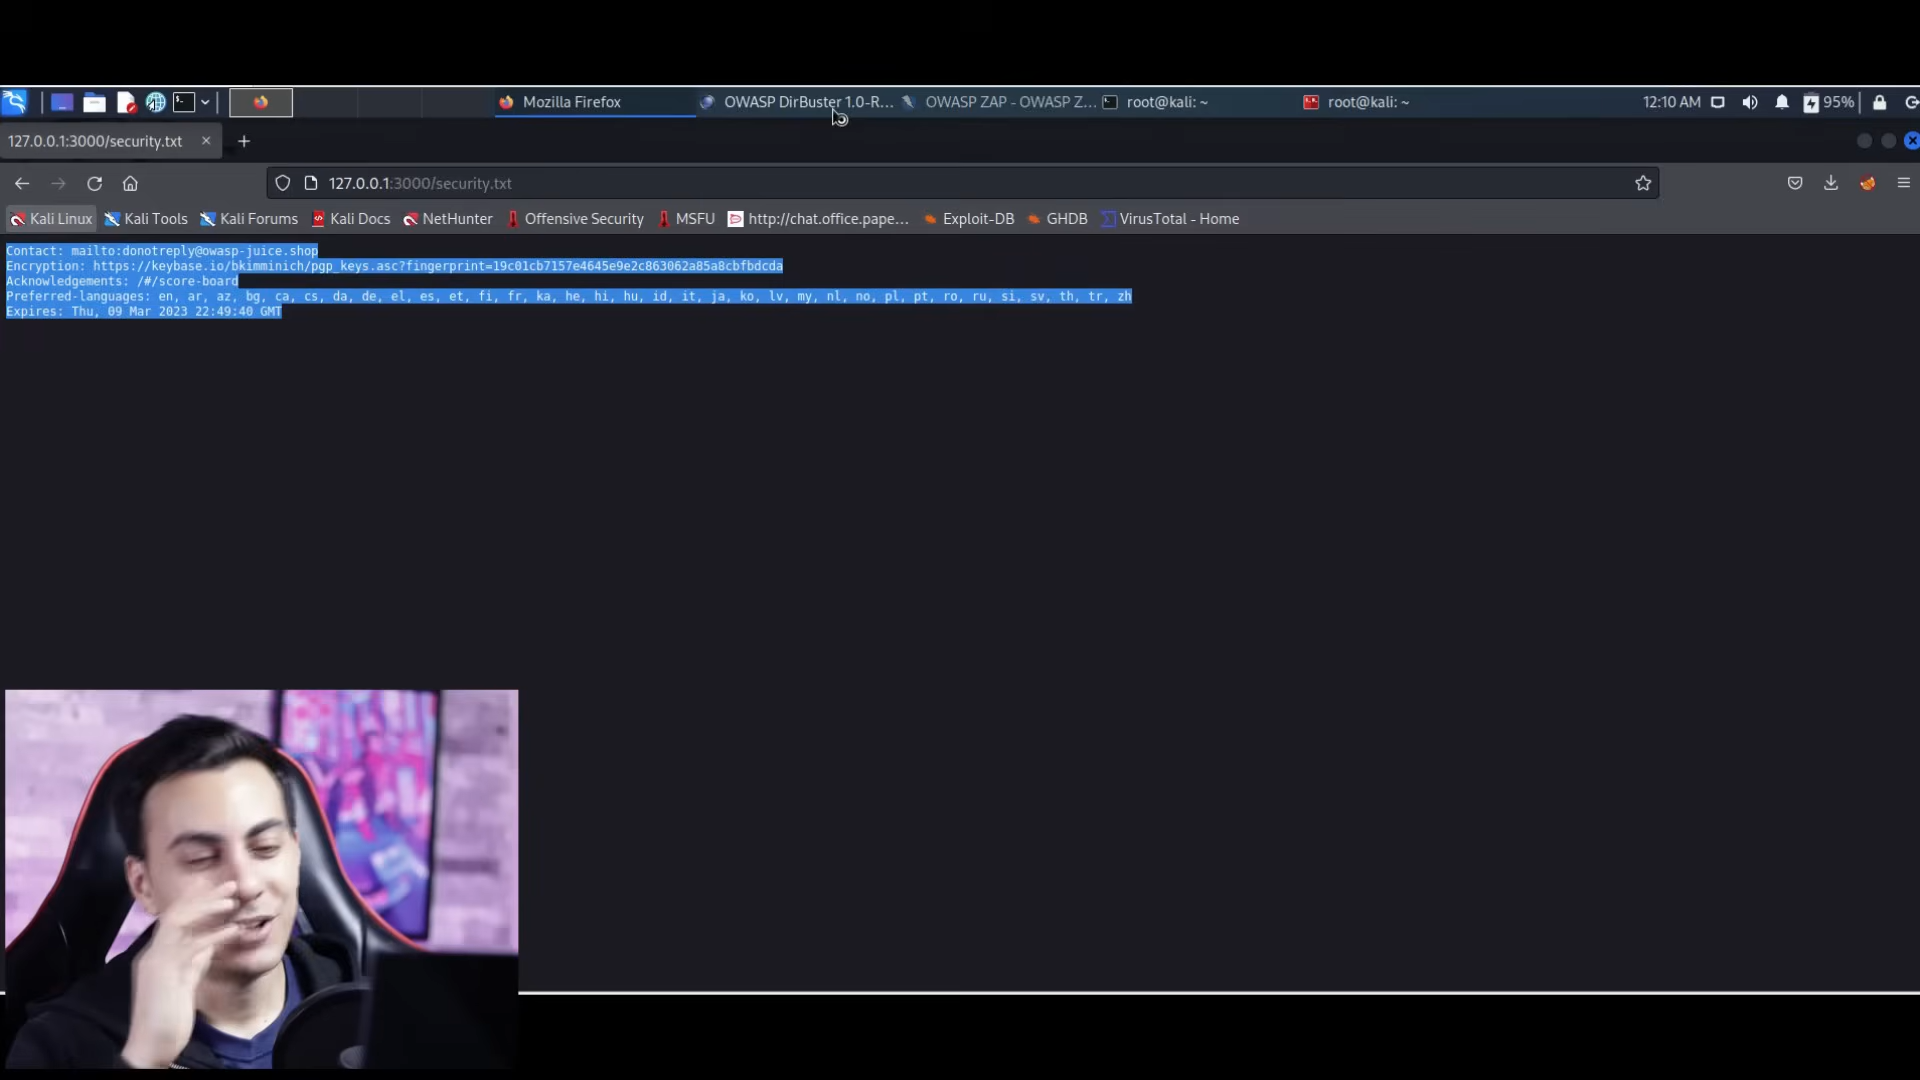 Mozilla Firefox
OWASP DirBuster 1.0-R...
OWASP ZAP - OWASP Z...
root@kali: ~
root@kali: ~
12:10 AM
95%
127.0.0.1:3000/security.txt
127.0.0.1:3000/security.txt
Kali Linux
Kali Tools
Kali Forums
Kali Docs
NetHunter
Offensive Security
MSFU
http://chat.office.pape...
Exploit-DB
GHDB
VirusTotal - Home
Contact: mailto:donotreply@owasp-juice.shop
Encryption: https://keybase.io/bkimminich/pgp_keys.asc?fingerprint=19c01cb7157e4645e9e2c863062a85a8cbfbdcda
Acknowledgements: /#/score-board
Preferred-languages: en, ar, az, bg, ca, cs, da, de, el, es, et, fi, fr, ka, he, hi, hu, id, it, ja, ko, lv, my, nl, no, pl, pt, ro, ru, si, sv, th, tr, zh
Expires: Thu, 09 Mar 2023 22:49:40 GMT